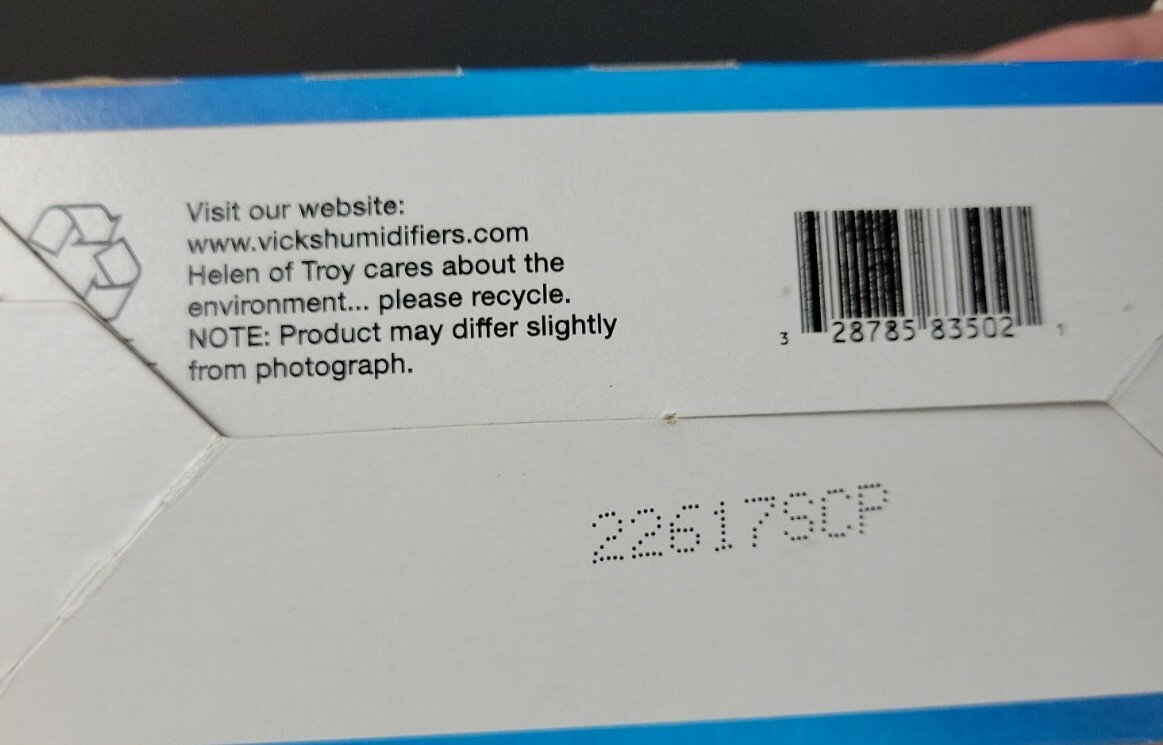 Visit our website:
www.vickshumidifiers.com
Helen of Troy cares about the
environment... please recycle.
NOTE: Product may differ slightly
from photograph.
3 28785 83502 1
22617SCP